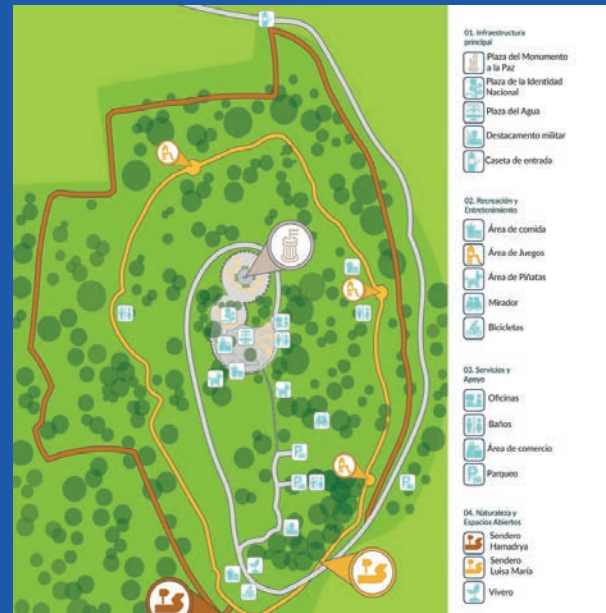 01. Infraestructura
principal
Plaza del Monumento
a la Paz
Plaza de la Identidad
Nacional
Plaza del Agua
Destacamento militar
Caseta de entrada
02. Recreación y
Entretenimiento
Área de comida
Área de Juegos
Área de Piñatas
Mirador
Bicicletas
03. Servicios y
Apoyo
Oficinas
Baños
Área de comercio
Parqueo
04. Naturaleza y
Espacios Abiertos
Sendero
Hamadrya
Sendero
Luisa María
Vivero